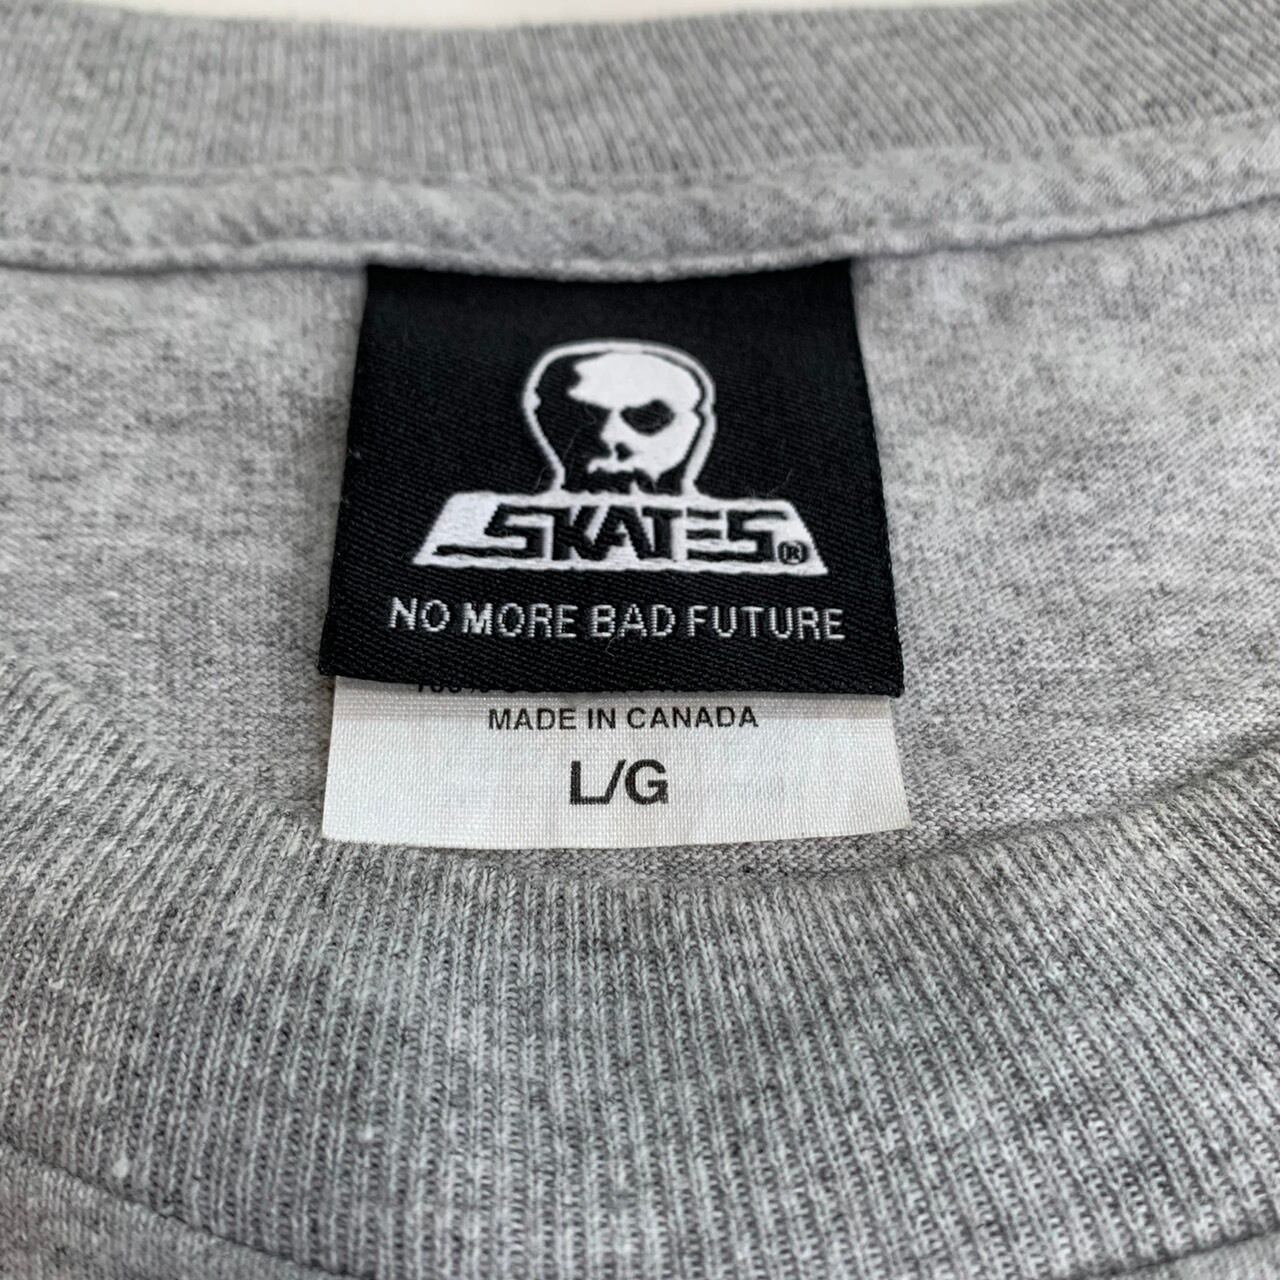 SKATES®
NO MORE BAD FUTURE
MADE IN CANADA
L/G